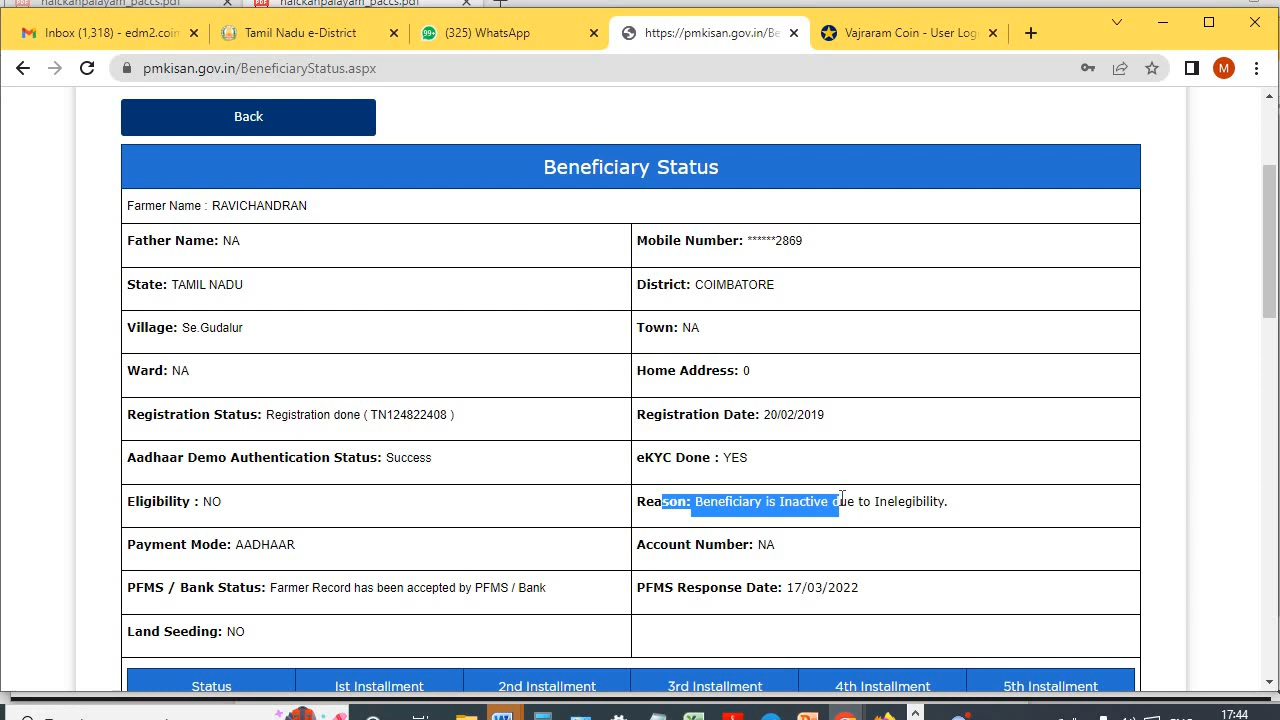 naickanpalayam_paccs.pdf × naickanpalayam_paccs.pdf ×
Inbox (1,318) - edm2.coin × Tamil Nadu e-District × (325) WhatsApp × https://pmkisan.gov.in/Be × Vajraram Coin - User Log ×
pmkisan.gov.in/BeneficiaryStatus.aspx M
Back
Beneficiary Status
Farmer Name : RAVICHANDRAN
Father Name: NA Mobile Number: ******2869
State: TAMIL NADU District: COIMBATORE
Village: Se.Gudalur Town: NA
Ward: NA Home Address: 0
Registration Status: Registration done ( TN124822408 ) Registration Date: 20/02/2019
Aadhaar Demo Authentication Status: Success eKYC Done : YES
Eligibility : NO Reason: Beneficiary is Inactive due to Inelegibility.
Payment Mode: AADHAAR Account Number: NA
PFMS / Bank Status: Farmer Record has been accepted by PFMS / Bank PFMS Response Date: 17/03/2022
Land Seeding: NO
Status 1st Installment 2nd Installment 3rd Installment 4th Installment 5th Installment
17:44